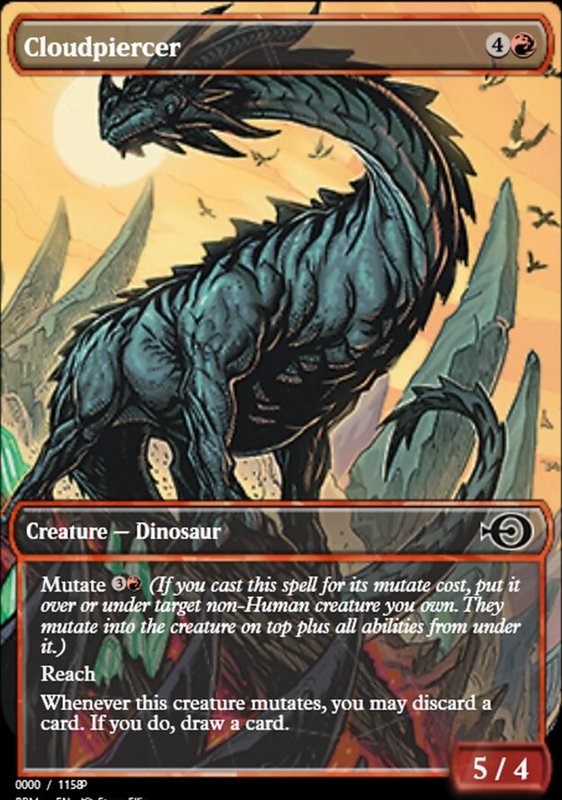 Cloudpiercer 4
Creature — Dinosaur
Mutate 3 (If you cast this spell for its mutate cost, put it
over or under target non-Human creature you own. They
mutate into the creature on top plus all abilities from under
it.)
Reach
Whenever this creature mutates, you may discard a
card. If you do, draw a card.
5 / 4
0000 / 1158P